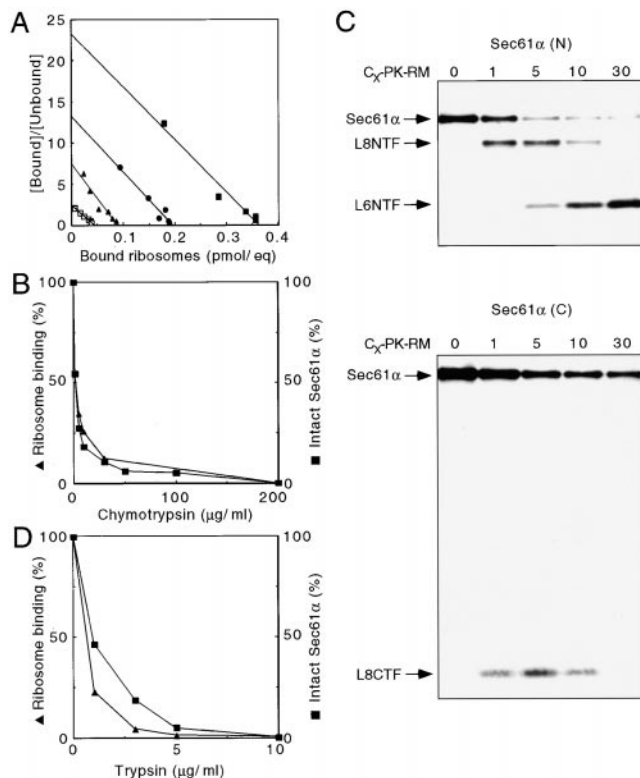 A
25
20
15
10
5
0
[Bound]/[Unbound]
0 0.1 0.2 0.3 0.4
Bound ribosomes (pmol/eq)
B
100
50
0
▲ Ribosome binding (%)
100
50
0
■ Intact Sec61α (%)
0 100 200
Chymotrypsin (μg/ml)
D
100
50
0
▲ Ribosome binding (%)
100
50
0
■ Intact Sec61α (%)
0 5 10
Trypsin (μg/ml)
C
Sec61α (N)
CX-PK-RM 0 1 5 10 30
Sec61α
L8NTF
L6NTF
Sec61α (C)
CX-PK-RM 0 1 5 10 30
Sec61α
L8CTF